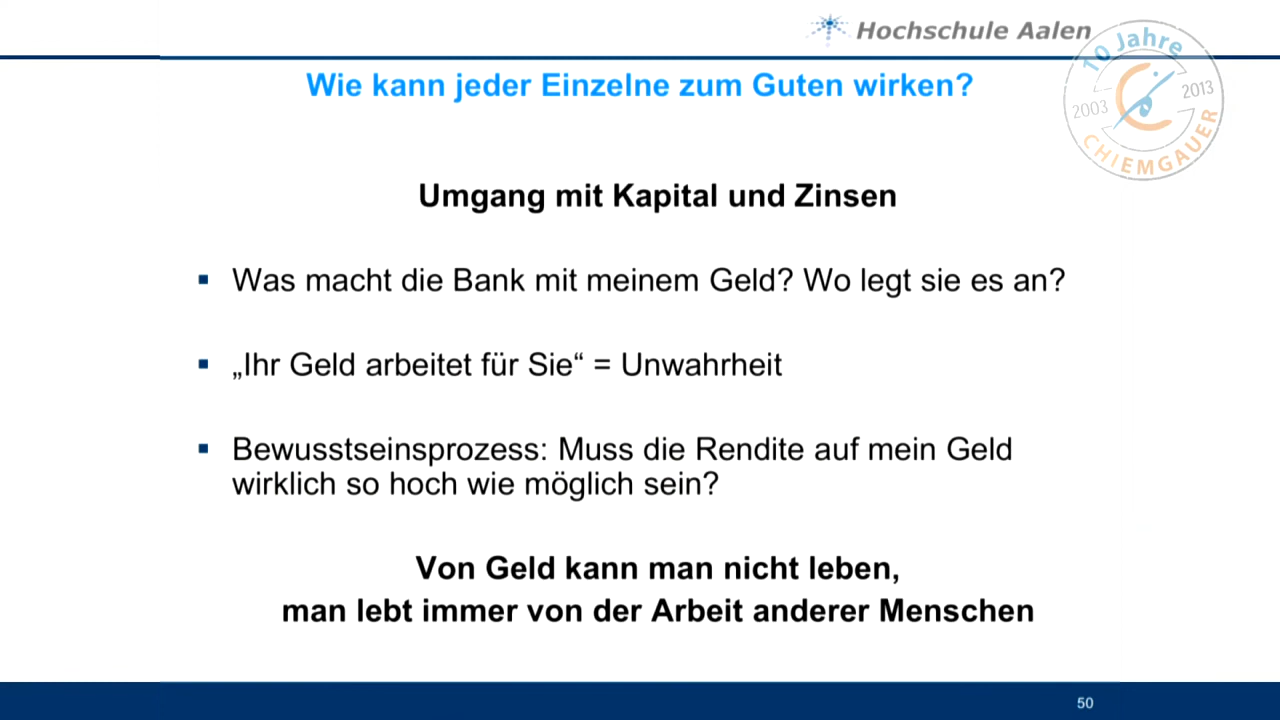 Hochschule Aalen
10 Jahre
2003
2013
CHIEMGAUER
Wie kann jeder Einzelne zum Guten wirken?
Umgang mit Kapital und Zinsen
▪ Was macht die Bank mit meinem Geld? Wo legt sie es an?
▪ „Ihr Geld arbeitet für Sie“ = Unwahrheit
▪ Bewusstseinsprozess: Muss die Rendite auf mein Geld
wirklich so hoch wie möglich sein?
Von Geld kann man nicht leben,
man lebt immer von der Arbeit anderer Menschen
50